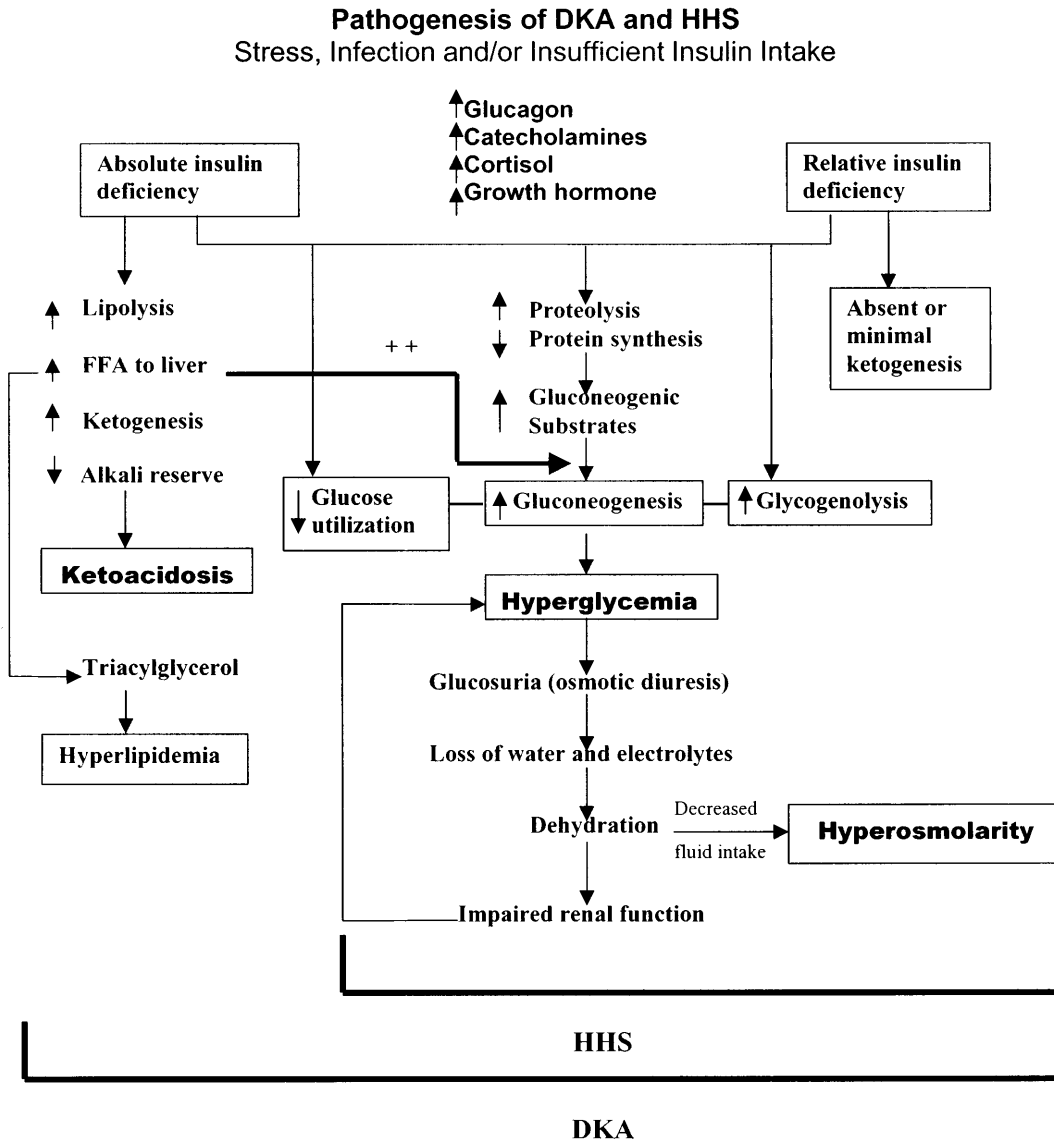 Pathogenesis of DKA and HHS
Stress, Infection and/or Insufficient Insulin Intake
Glucagon
Catecholamines
Cortisol
Growth hormone
Absolute insulin
deficiency
Relative insulin
deficiency
Lipolysis
FFA to liver
Ketogenesis
Alkali reserve
Ketoacidosis
Triacylglycerol
Hyperlipidemia
+ +
Proteolysis
Protein synthesis
Gluconeogenic
Substrates
Absent or
minimal
ketogenesis
Glucose
utilization
Gluconeogenesis
Glycogenolysis
Hyperglycemia
Glucosuria (osmotic diuresis)
Loss of water and electrolytes
Dehydration
Decreased
fluid intake
Hyperosmolarity
Impaired renal function
HHS
DKA